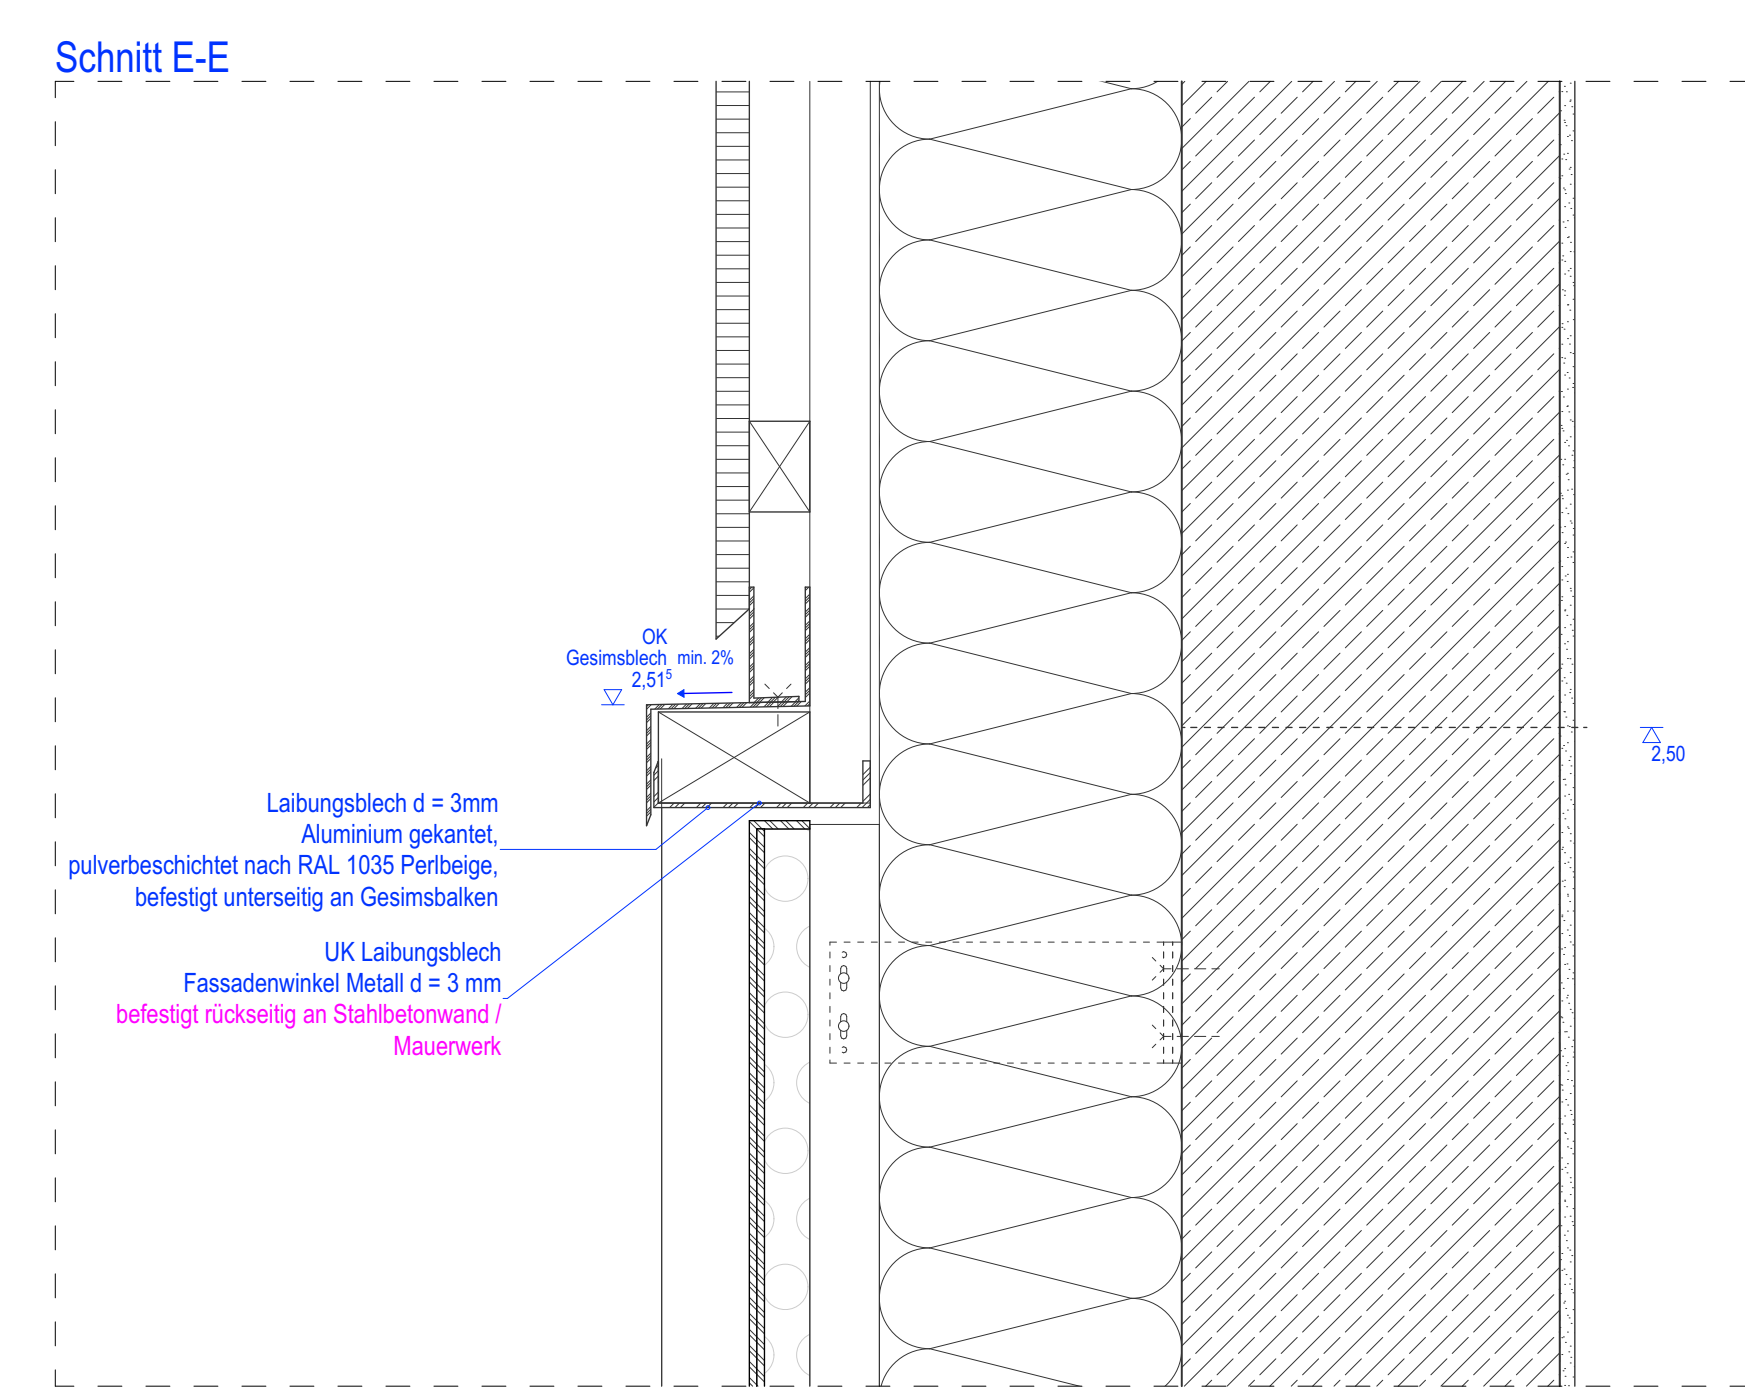 Schnitt E-E
OK
Gesimsblech min. 2%
2,51⁵
2,50
Laibungsblech d = 3mm
Aluminium gekantet,
pulverbeschichtet nach RAL 1035 Perlbeige,
befestigt unterseitig an Gesimsbalken
UK Laibungsblech
Fassadenwinkel Metall d = 3 mm
befestigt rückseitig an Stahlbetonwand /
Mauerwerk